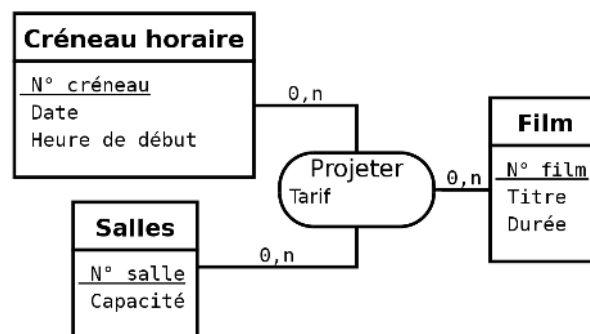 Créneau horaire
N° créneau
Date
Heure de début
0,n
Projeter
Tarif
0,n
Film
N° film
Titre
Durée
Salles
N° salle
Capacité
0,n